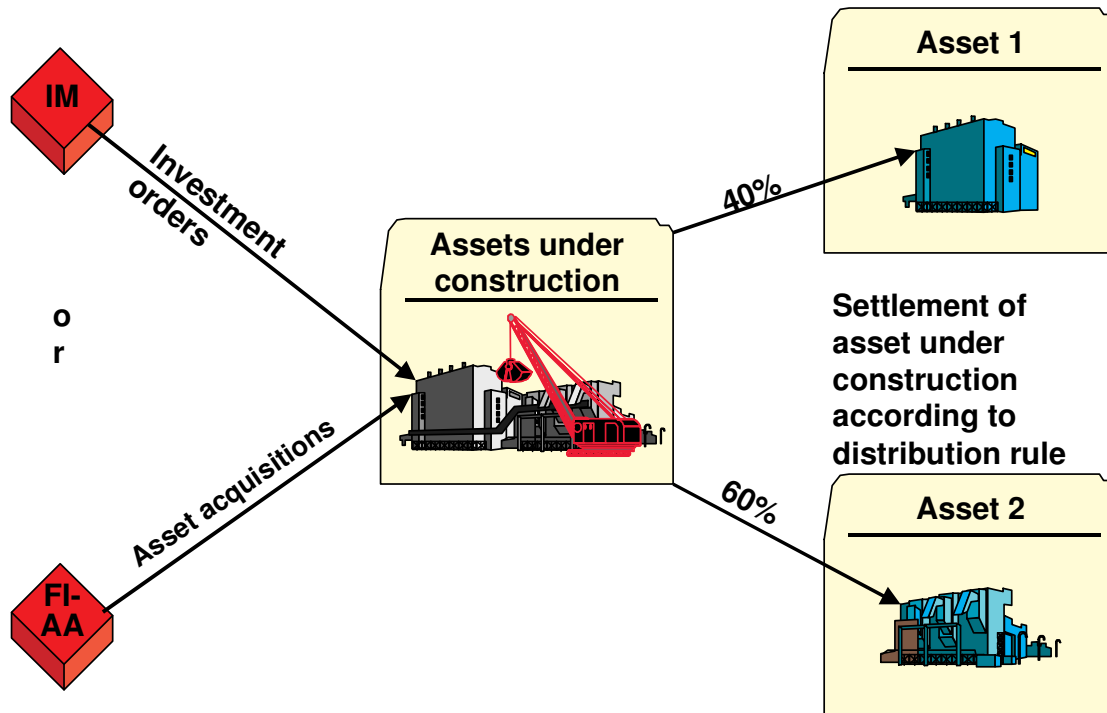 IM
Investment
orders
o
r
Asset acquisitions
FI-
AA
Assets under
construction
40%
60%
Asset 1
Settlement of
asset under
construction
according to
distribution rule
Asset 2